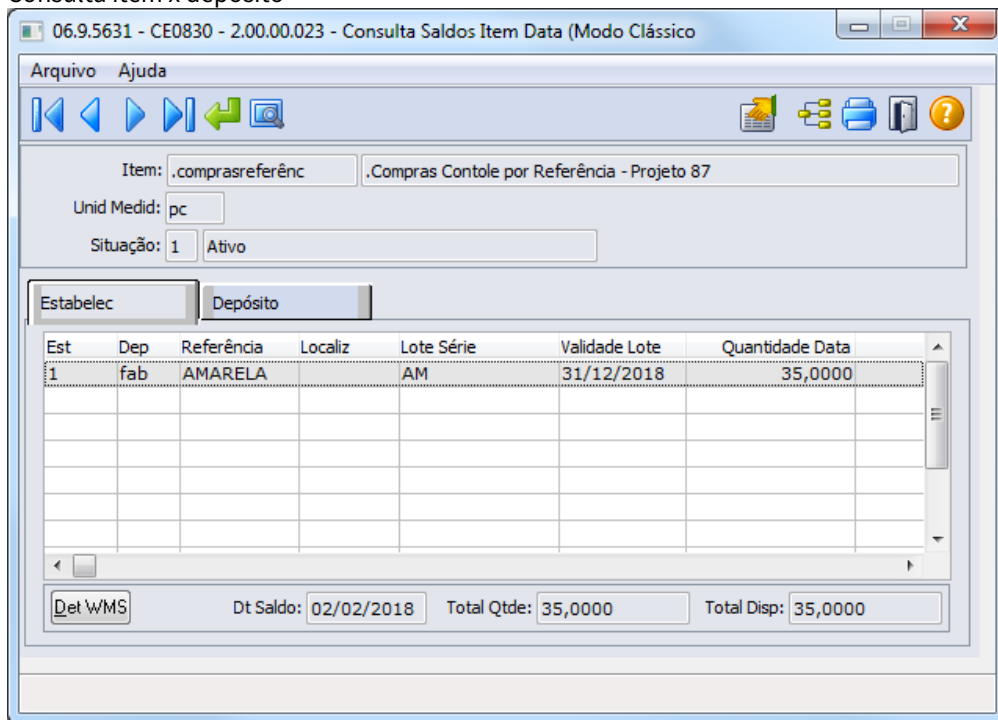 Consulta Item x depósito
06.9.5631 - CE0830 - 2.00.00.023 - Consulta Saldos Item Data (Modo Clássico
Arquivo Ajuda
Item: .comprasreferênc .Compras Contole por Referência - Projeto 87
Unid Medid: pc
Situação: 1 Ativo
Estabelec Depósito
Est Dep Referência Localiz Lote Série Validade Lote Quantidade Data
1 fab AMARELA AM 31/12/2018 35,0000
Det WMS Dt Saldo: 02/02/2018 Total Qtde: 35,0000 Total Disp: 35,0000